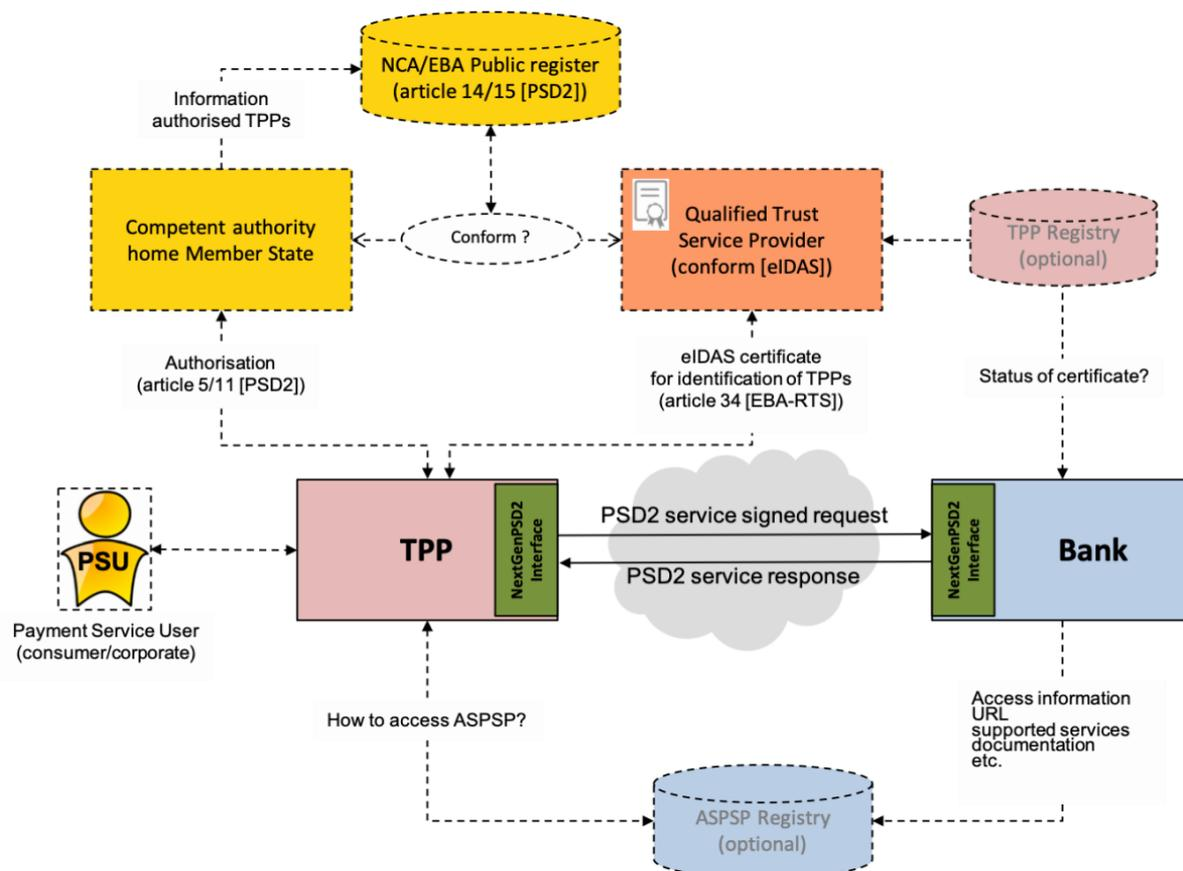 NCA/EBA Public register
(article 14/15 [PSD2])
Information
authorised TPPs
Competent authority
home Member State
Conform ?
Qualified Trust
Service Provider
(conform [eIDAS])
TPP Registry
(optional)
Authorisation
(article 5/11 [PSD2])
eIDAS certificate
for identification of TPPs
(article 34 [EBA-RTS])
Status of certificate?
PSU
Payment Service User
(consumer/corporate)
TPP
NextGenPSD2
Interface
PSD2 service signed request
PSD2 service response
NextGenPSD2
Interface
Bank
How to access ASPSP?
Access information
URL
supported services
documentation
etc.
ASPSP Registry
(optional)